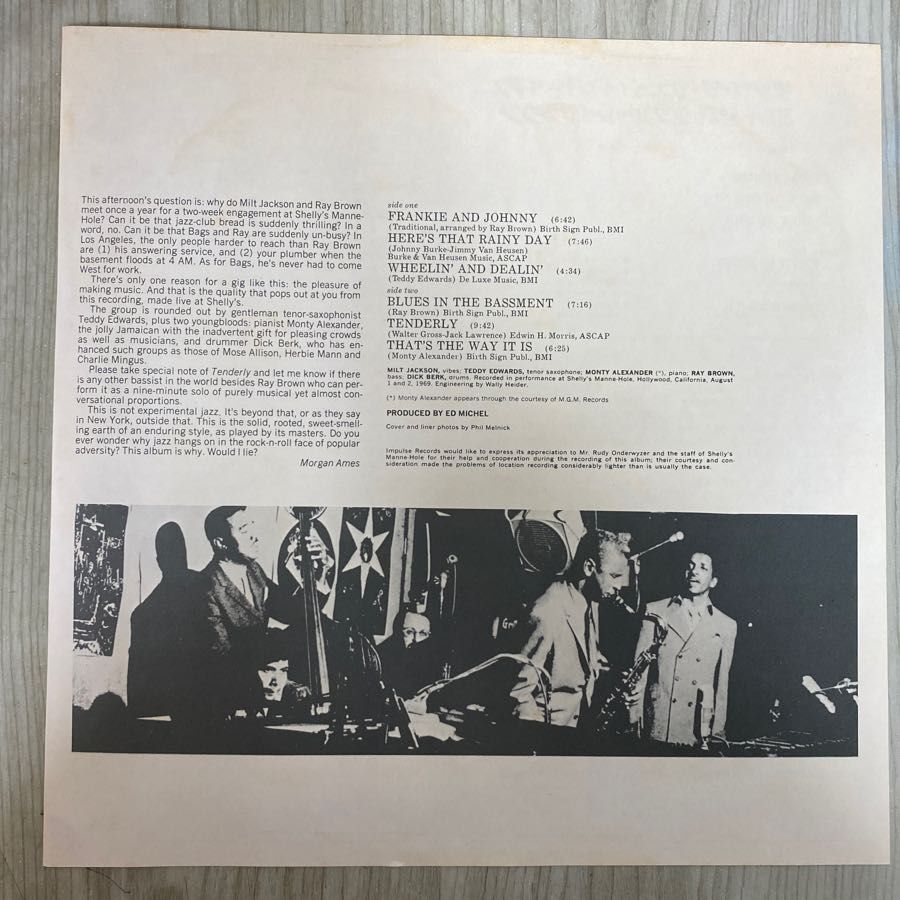 This afternoon's question is: why do Milt Jackson and Ray Brown
meet once a year for a two-week engagement at Shelly's Manne-
Hole? Can it be that jazz-club bread is suddenly thrilling? In a
word, no. Can it be that Bags and Ray are suddenly un-busy? In
Los Angeles, the only people harder to reach than Ray Brown
are (1) his answering service, and (2) your plumber when the
basement floods at 4 AM. As for Bags, he's never had to come
West for work.
There's only one reason for a gig like this: the pleasure of
making music. And that is the quality that pops out at you from
this recording, made live at Shelly's.
The group is rounded out by gentleman tenor-saxophonist
Teddy Edwards, plus two youngbloods: pianist Monty Alexander,
the jolly Jamaican with the inadvertent gift for pleasing crowds
as well as musicians, and drummer Dick Berk, who has en-
hanced such groups as those of Mose Allison, Herbie Mann and
Charlie Mingus.
Please take special note of Tenderly and let me know if there
is any other bassist in the world besides Ray Brown who can per-
form it as a nine-minute solo of purely musical yet almost con-
versational proportions.
This is not experimental jazz. It's beyond that, or as they say
in New York, outside that. This is the solid, rooted, sweet-smell-
ing earth of an enduring style, as played by its masters. Do you
ever wonder why jazz hangs on in the rock-n-roll face of popular
adversity? This album is why. Would I lie?
Morgan Ames
side one
FRANKIE AND JOHNNY (6:42)
(Traditional, arranged by Ray Brown) Birth Sign Publ., BMI
HERE'S THAT RAINY DAY (7:46)
(Johnny Burke-Jimmy Van Heusen)
Burke & Van Heusen Music, ASCAP
WHEELIN' AND DEALIN' (4:34)
(Teddy Edwards) De Luxe Music, BMI
side two
BLUES IN THE BASSMENT (7:16)
(Ray Brown) Birth Sign Publ., BMI
TENDERLY (9:42)
(Walter Gross-Jack Lawrence) Edwin H. Morris, ASCAP
THAT'S THE WAY IT IS (6:25)
(Monty Alexander) Birth Sign Publ., BMI
MILT JACKSON, vibes; TEDDY EDWARDS, tenor saxophone; MONTY ALEXANDER (*), piano; RAY BROWN,
bass; DICK BERK, drums. Recorded in performance at Shelly's Manne-Hole, Hollywood, California, August
1 and 2, 1969. Engineering by Wally Heider.
(*) Monty Alexander appears through the courtesy of M.G.M. Records
PRODUCED BY ED MICHEL
Cover and liner photos by Phil Melnick
Impulse Records would like to express its appreciation to Mr. Rudy Onderwyzer and the staff of Shelly's
Manne-Hole for their help and cooperation during the recording of this album; their courtesy and con-
sideration made the problems of location recording considerably lighter than is usually the case.